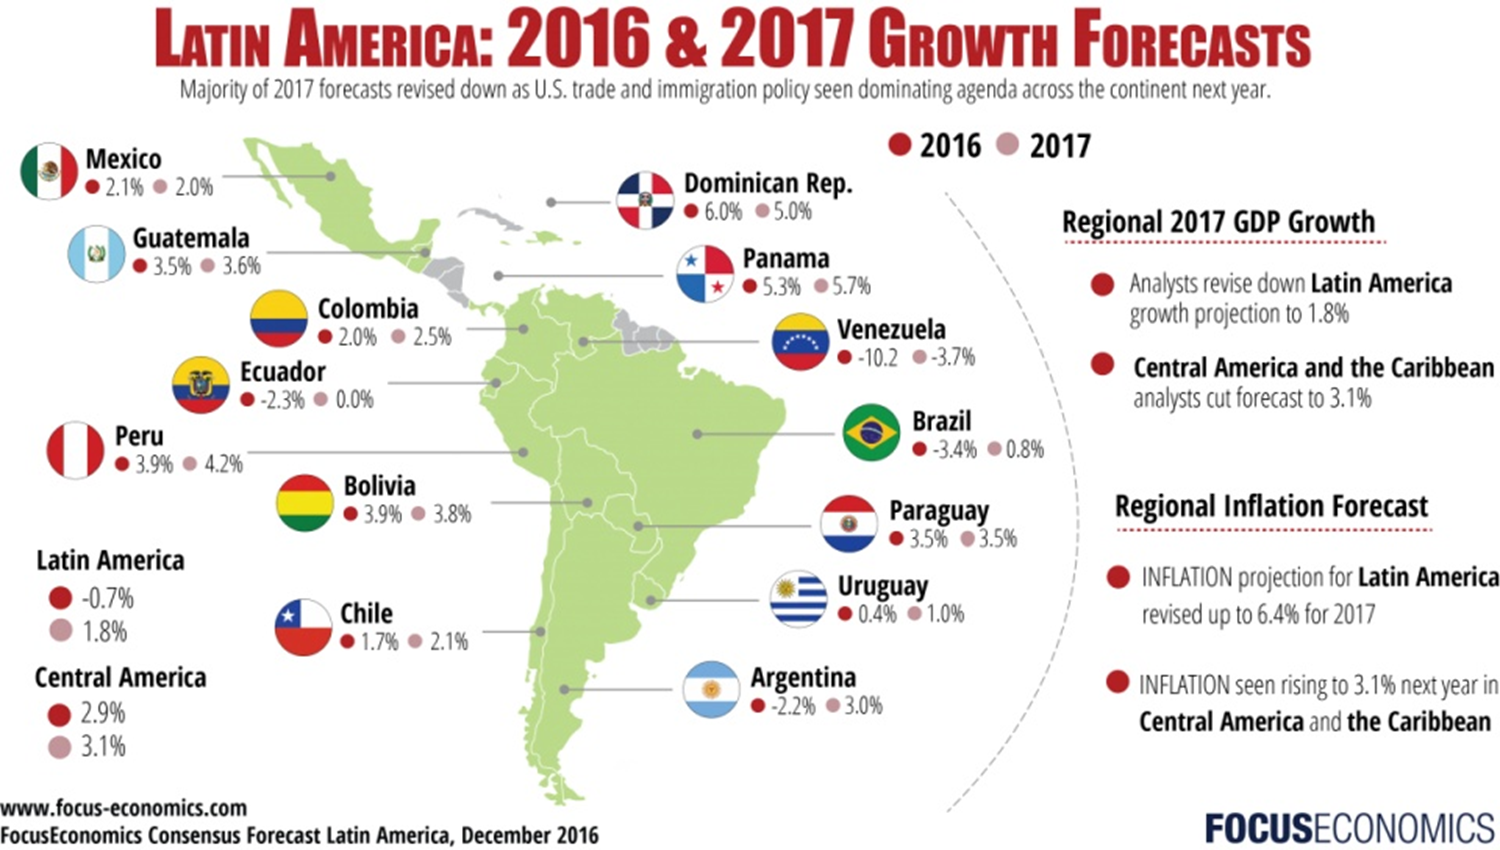 LATIN AMERICA: 2016 & 2017 GROWTH FORECASTS
Majority of 2017 forecasts revised down as U.S. trade and immigration policy seen dominating agenda across the continent next year.
2016 2017
Mexico
2.1% 2.0%
Guatemala
3.5% 3.6%
Colombia
2.0% 2.5%
Ecuador
-2.3% 0.0%
Peru
3.9% 4.2%
Bolivia
3.9% 3.8%
Chile
1.7% 2.1%
Dominican Rep.
6.0% 5.0%
Panama
5.3% 5.7%
Venezuela
-10.2 -3.7%
Brazil
-3.4% 0.8%
Paraguay
3.5% 3.5%
Uruguay
0.4% 1.0%
Argentina
-2.2% 3.0%
Latin America
-0.7%
1.8%
Central America
2.9%
3.1%
Regional 2017 GDP Growth
Analysts revise down Latin America
growth projection to 1.8%
Central America and the Caribbean
analysts cut forecast to 3.1%
Regional Inflation Forecast
INFLATION projection for Latin America
revised up to 6.4% for 2017
INFLATION seen rising to 3.1% next year in
Central America and the Caribbean
www.focus-economics.com
FocusEconomics Consensus Forecast Latin America, December 2016
FOCUSECONOMICS